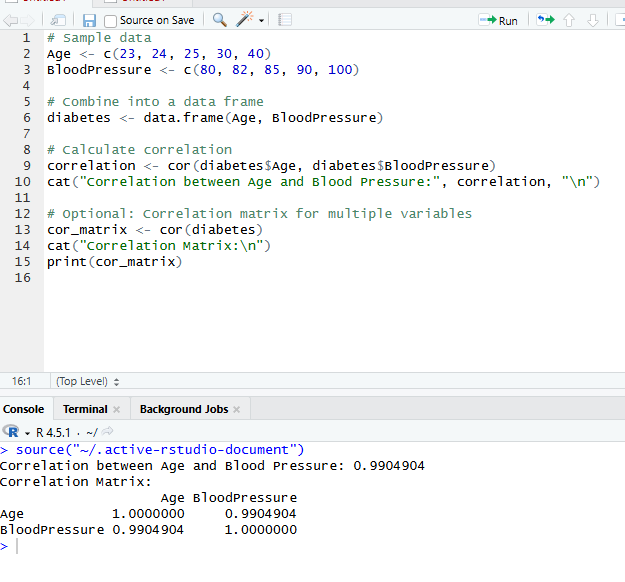 Source on Save
Run
1 # Sample data
2 Age <- c(23, 24, 25, 30, 40)
3 BloodPressure <- c(80, 82, 85, 90, 100)
4
5 # Combine into a data frame
6 diabetes <- data.frame(Age, BloodPressure)
7
8 # Calculate correlation
9 correlation <- cor(diabetes$Age, diabetes$BloodPressure)
10 cat("Correlation between Age and Blood Pressure:", correlation, "\n")
11
12 # Optional: Correlation matrix for multiple variables
13 cor_matrix <- cor(diabetes)
14 cat("Correlation Matrix:\n")
15 print(cor_matrix)
16
16:1 (Top Level)
Console Terminal Background Jobs
R R 4.5.1 · ~/
> source("~/.active-rstudio-document")
Correlation between Age and Blood Pressure: 0.9904904
Correlation Matrix:
Age BloodPressure
Age 1.0000000 0.9904904
BloodPressure 0.9904904 1.0000000
>